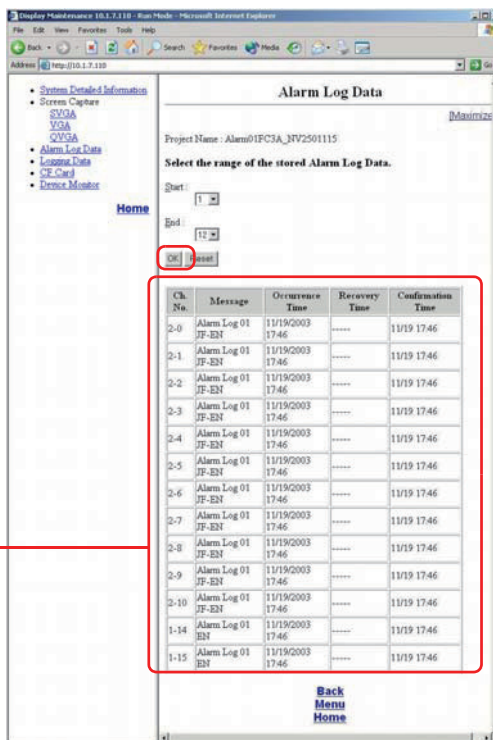 Display Maintenance 10.1.7.110 - Run Mode - Microsoft Internet Explorer
File Edit View Favorites Tools Help
Back Search Favorites Media
Address http://10.1.7.110 Go
System Detailed Information
Screen Capture
SVGA
VGA
QVGA
Alarm Log Data
Logging Data
CF Card
Device Monitor
Home
Alarm Log Data
[Maximize
Project Name : Alarm01FC3A_NV2501115
Select the range of the stored Alarm Log Data.
Start :
1
End :
12
OK Reset
Ch. No. Message Occurrence Time Recovery Time Confirmation Time
2-0 Alarm Log 01 JF-EN 11/19/2003 17:46 ----- 11/19 17:46
2-1 Alarm Log 01 JF-EN 11/19/2003 17:46 ----- 11/19 17:46
2-2 Alarm Log 01 JF-EN 11/19/2003 17:46 ----- 11/19 17:46
2-3 Alarm Log 01 JF-EN 11/19/2003 17:46 ----- 11/19 17:46
2-4 Alarm Log 01 JF-EN 11/19/2003 17:46 ----- 11/19 17:46
2-5 Alarm Log 01 JF-EN 11/19/2003 17:46 ----- 11/19 17:46
2-6 Alarm Log 01 JF-EN 11/19/2003 17:46 ----- 11/19 17:46
2-7 Alarm Log 01 JF-EN 11/19/2003 17:46 ----- 11/19 17:46
2-8 Alarm Log 01 JF-EN 11/19/2003 17:46 ----- 11/19 17:46
2-9 Alarm Log 01 JF-EN 11/19/2003 17:46 ----- 11/19 17:46
2-10 Alarm Log 01 JF-EN 11/19/2003 17:46 ----- 11/19 17:46
1-14 Alarm Log 01 EN 11/19/2003 17:46 ----- 11/19 17:46
1-15 Alarm Log 01 EN 11/19/2003 17:46 ----- 11/19 17:46
Back
Menu
Home